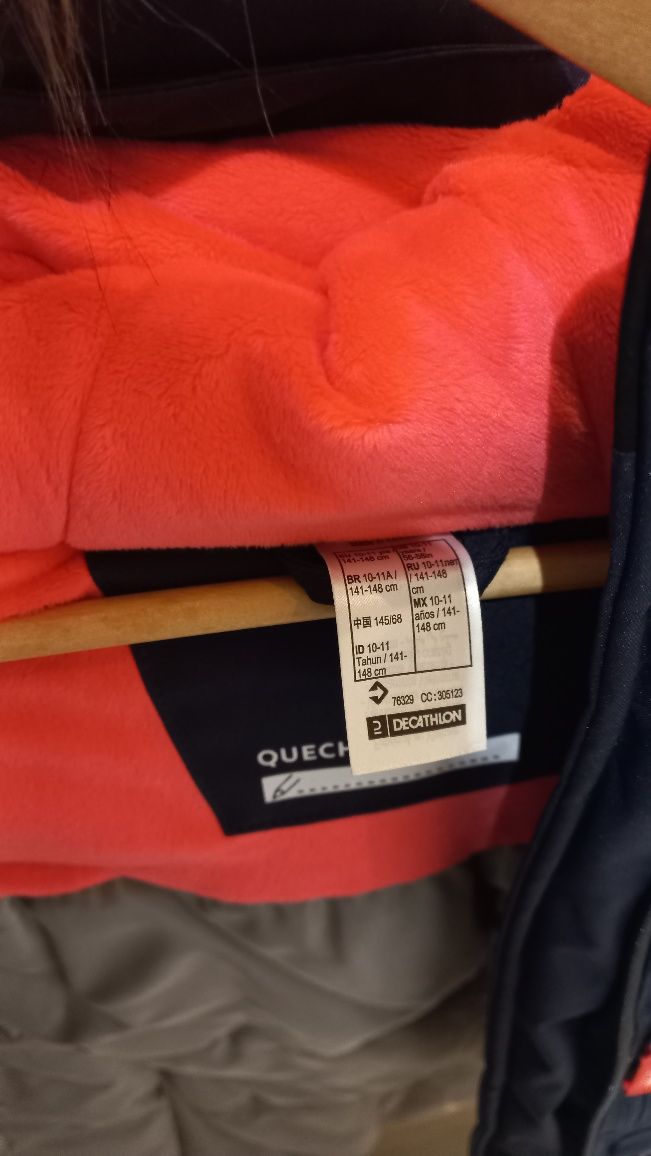 141-148 cm
BR 10-11A /
141-148 cm
中国 145/68
ID 10-11
Tahun / 141-
148 cm
RU 10-11лет
/ 141-148
cm
MX 10-11
años / 141-
148 cm
76329 CC:305123
DECATHLON
QUECH